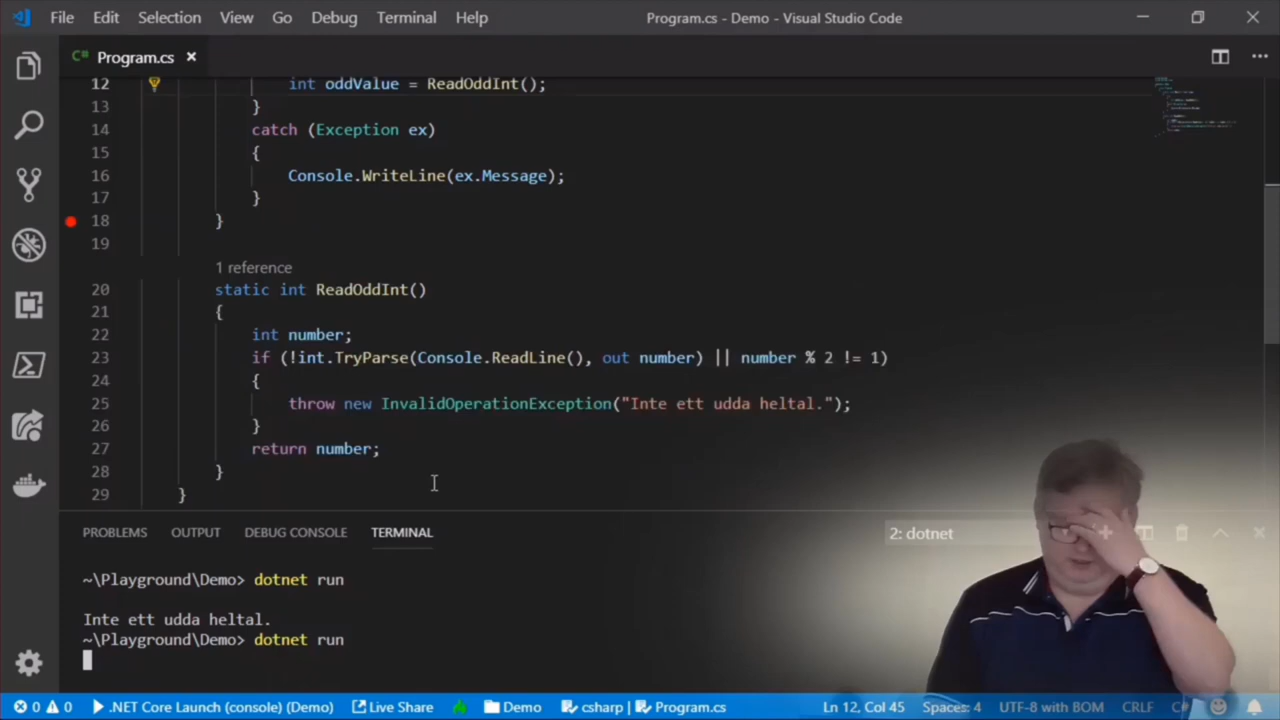 File Edit Selection View Go Debug Terminal Help Program.cs - Demo - Visual Studio Code
C# Program.cs
12 int oddValue = ReadOddInt();
13 }
14 catch (Exception ex)
15 {
16 Console.WriteLine(ex.Message);
17 }
18 }
19
1 reference
20 static int ReadOddInt()
21 {
22 int number;
23 if (!int.TryParse(Console.ReadLine(), out number) || number % 2 != 1)
24 {
25 throw new InvalidOperationException("Inte ett udda heltal.");
26 }
27 return number;
28 }
29 }
PROBLEMS OUTPUT DEBUG CONSOLE TERMINAL 2: dotnet
~\Playground\Demo> dotnet run
Inte ett udda heltal.
~\Playground\Demo> dotnet run
0 0 .NET Core Launch (console) (Demo) Live Share Demo csharp | Program.cs Ln 12, Col 45 Spaces: 4 UTF-8 with BOM CRLF C#